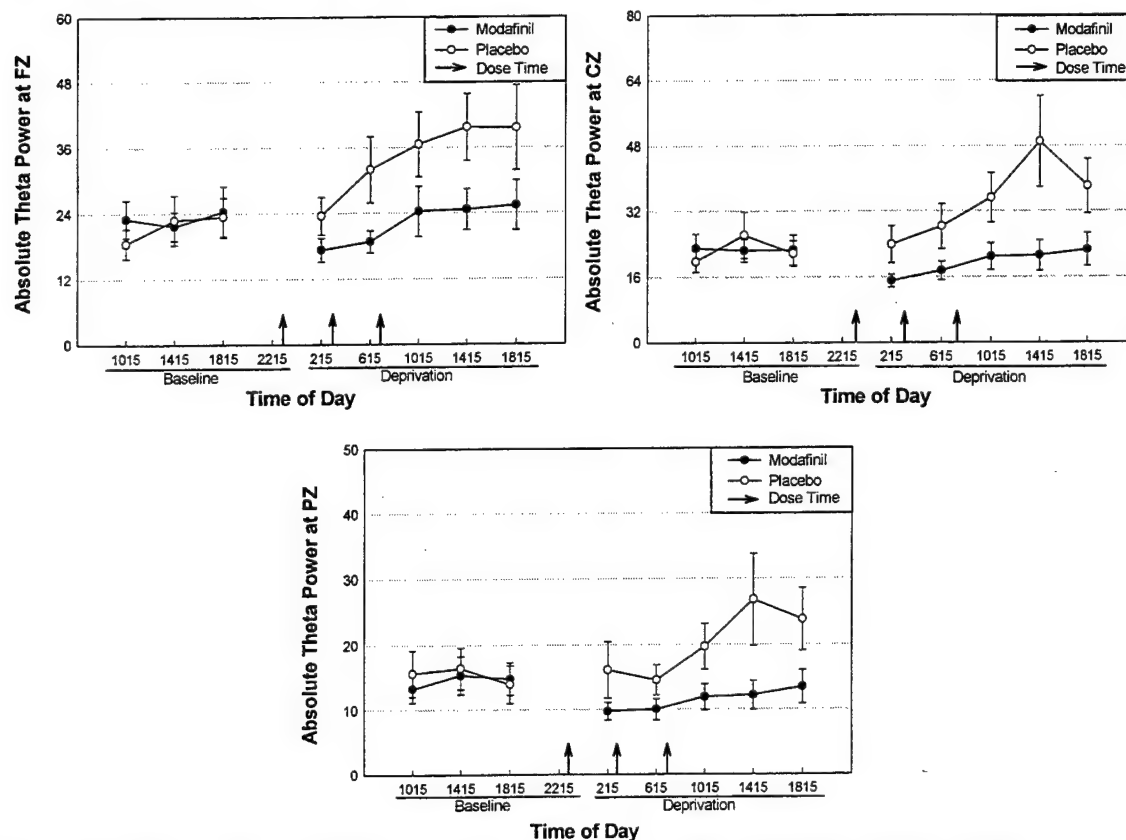 Absolute Theta Power at FZ
60
48
36
24
12
0
Modafinil
Placebo
Dose Time
1015 1414 1815 2215 215 615 1015 1415 1815
Baseline Deprivation
Time of Day
Absolute Theta Power at CZ
80
64
48
32
16
0
Modafinil
Placebo
Dose Time
1015 1415 1815 2215 215 615 1015 1415 1815
Baseline Deprivation
Time of Day
Absolute Theta Power at PZ
50
40
30
20
10
0
Modafinil
Placebo
Dose Time
1015 1415 1815 2215 215 615 1015 1415 1815
Baseline Deprivation
Time of Day